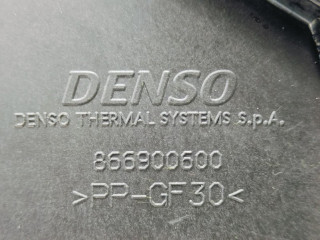 DENSO
DENSO THERMAL SYSTEMS S.p.A.
866900600
>PP-GF30<